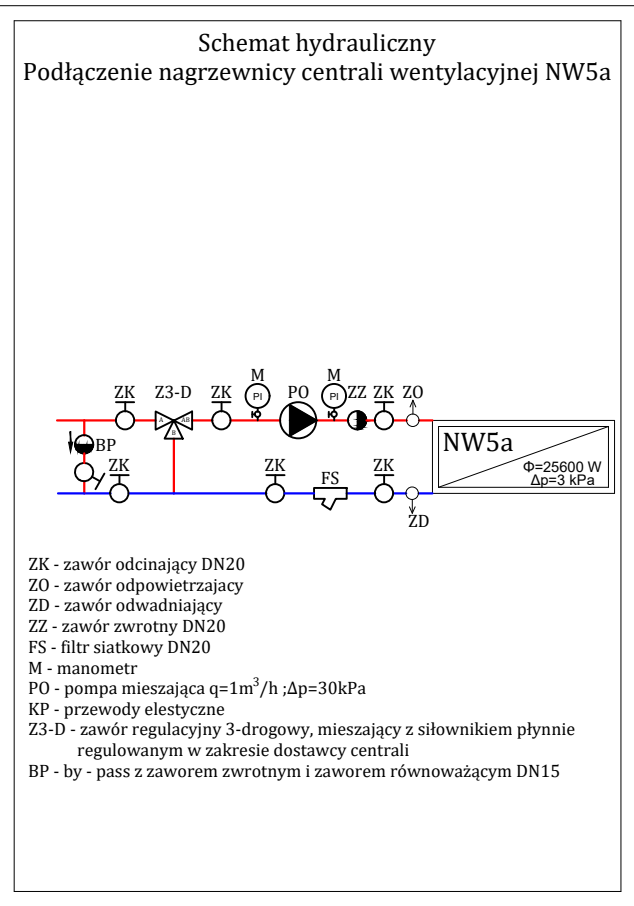 Schemat hydrauliczny
Podłączenie nagrzewnicy centrali wentylacyjnej NW5a
M M
ZK Z3-D ZK PO ZZ ZK ZO
PI PI
A AB
B
BP
NW5a
Φ=25600 W
Δp=3 kPa
ZK ZK FS ZK
ZD
ZK - zawór odcinający DN20
ZO - zawór odpowietrzajacy
ZD - zawór odwadniający
ZZ - zawór zwrotny DN20
FS - filtr siatkowy DN20
M - manometr
PO - pompa mieszająca q=1m³/h ;Δp=30kPa
KP - przewody elestyczne
Z3-D - zawór regulacyjny 3-drogowy, mieszający z siłownikiem płynnie
regulowanym w zakresie dostawcy centrali
BP - by - pass z zaworem zwrotnym i zaworem równoważącym DN15